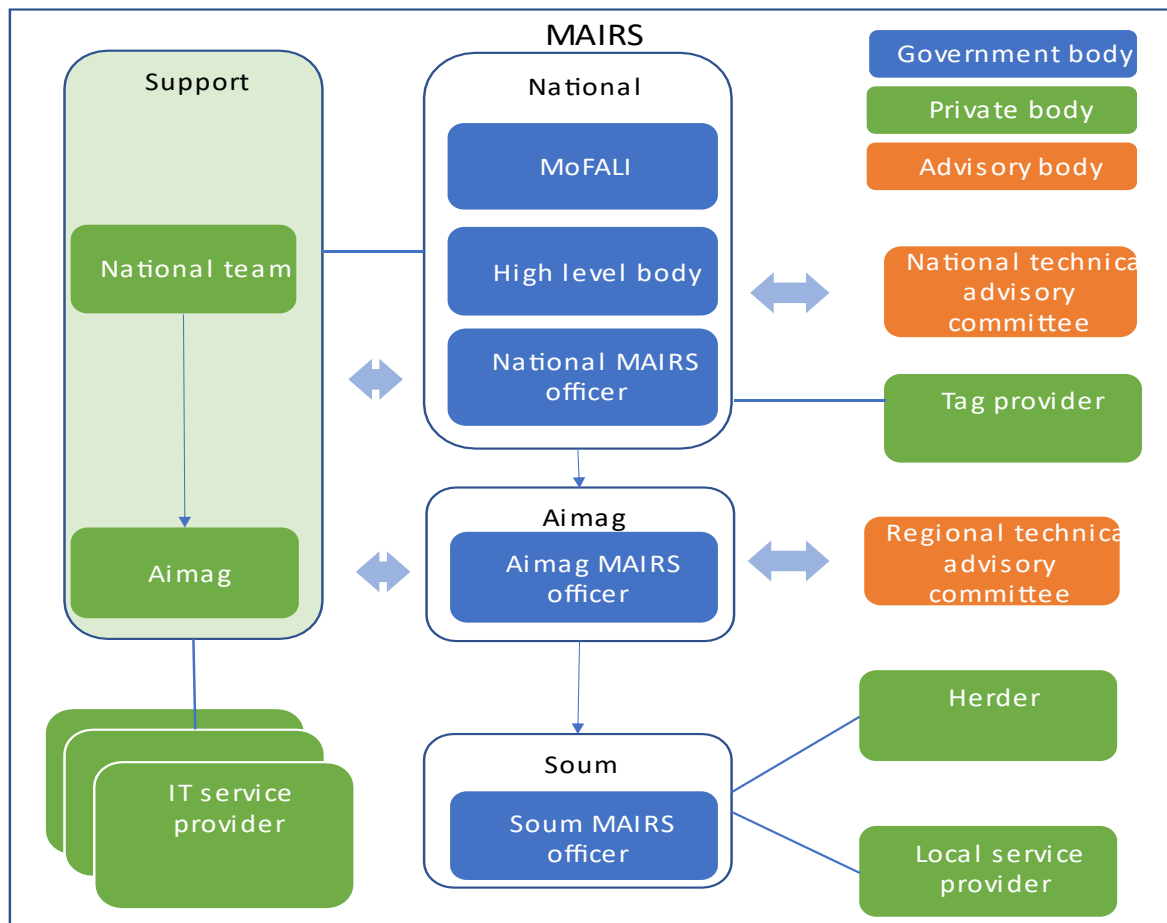 MAIRS
Support
National team
Aimag
IT service
provider
National
MoFALI
High level body
National MAIRS
officer
Aimag
Aimag MAIRS
officer
Soum
Soum MAIRS
officer
Government body
Private body
Advisory body
National technica
advisory
committee
Tag provider
Regional technica
advisory
committee
Herder
Local service
provider